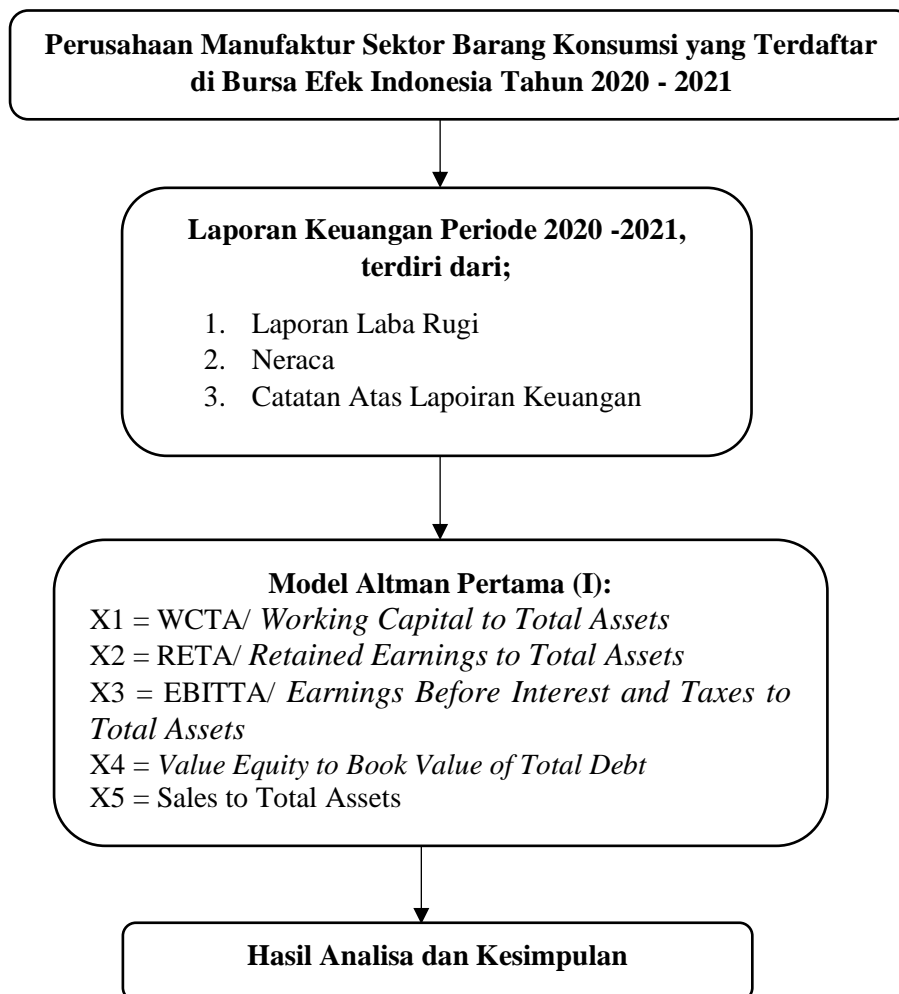 Perusahaan Manufaktur Sektor Barang Konsumsi yang Terdaftar
di Bursa Efek Indonesia Tahun 2020 - 2021
Laporan Keuangan Periode 2020 -2021,
terdiri dari;
1. Laporan Laba Rugi
2. Neraca
3. Catatan Atas Lapoiran Keuangan
Model Altman Pertama (I):
X1 = WCTA/ Working Capital to Total Assets
X2 = RETA/ Retained Earnings to Total Assets
X3 = EBITTA/ Earnings Before Interest and Taxes to
Total Assets
X4 = Value Equity to Book Value of Total Debt
X5 = Sales to Total Assets
Hasil Analisa dan Kesimpulan